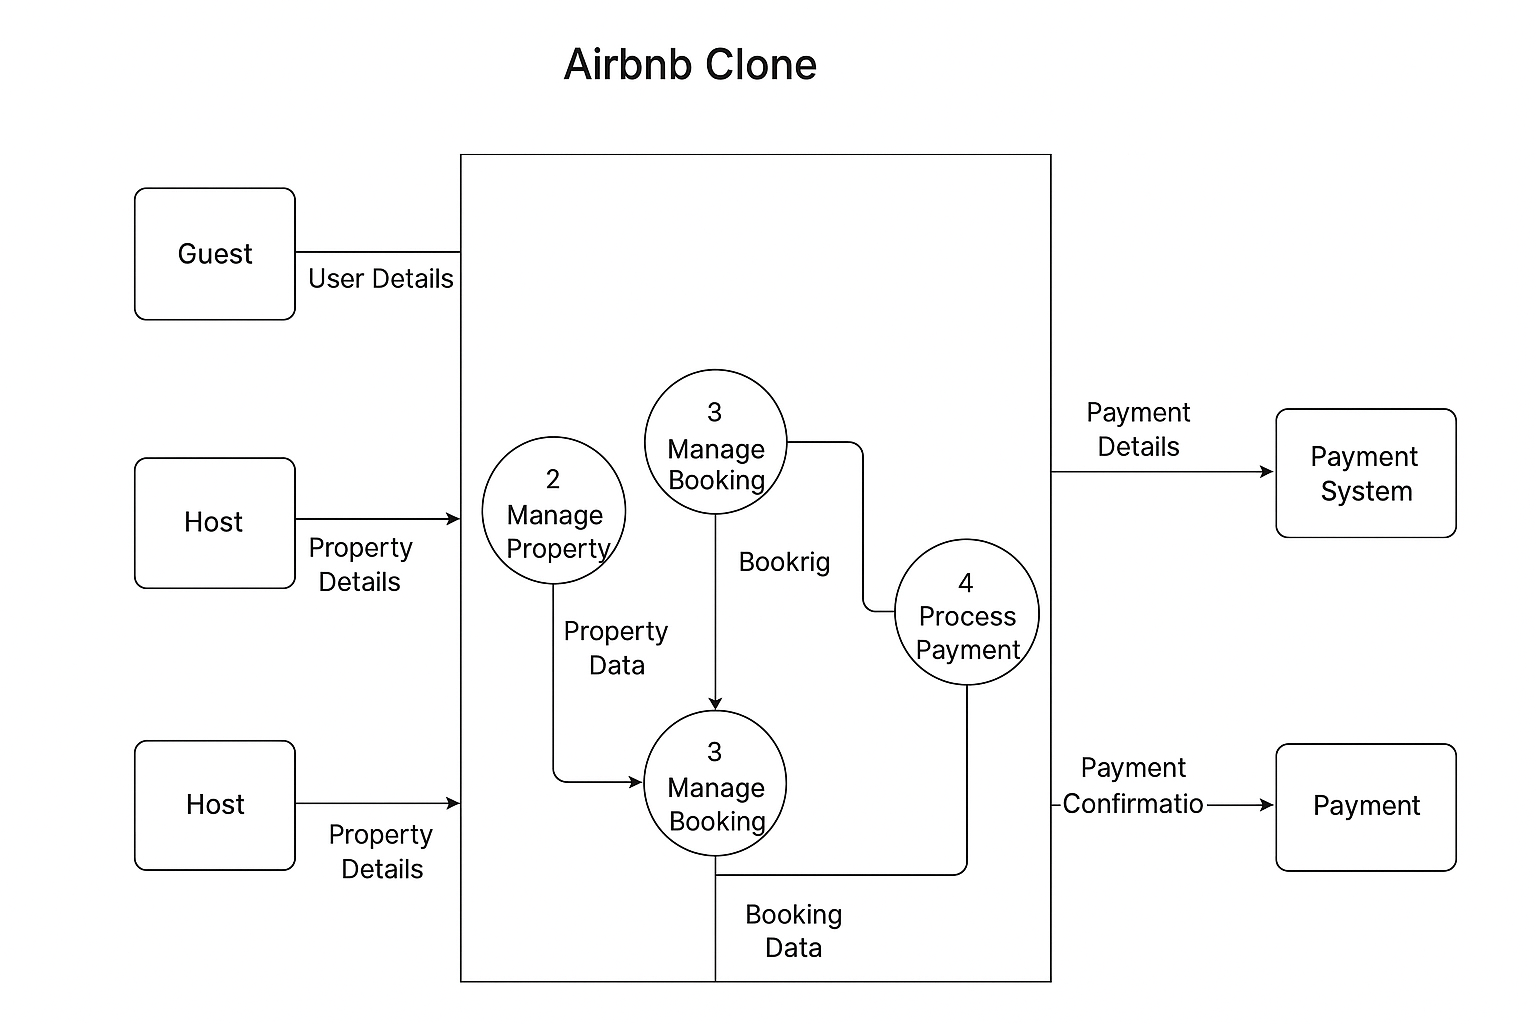 Airbnb Clone
Guest
User Details
Host
Property
Details
Host
Property
Details
2
Manage
Property
Property
Data
3
Manage
Booking
Bookrig
3
Manage
Booking
Booking
Data
4
Process
Payment
Payment
Details
Payment
System
Payment
Confirmatio
Payment